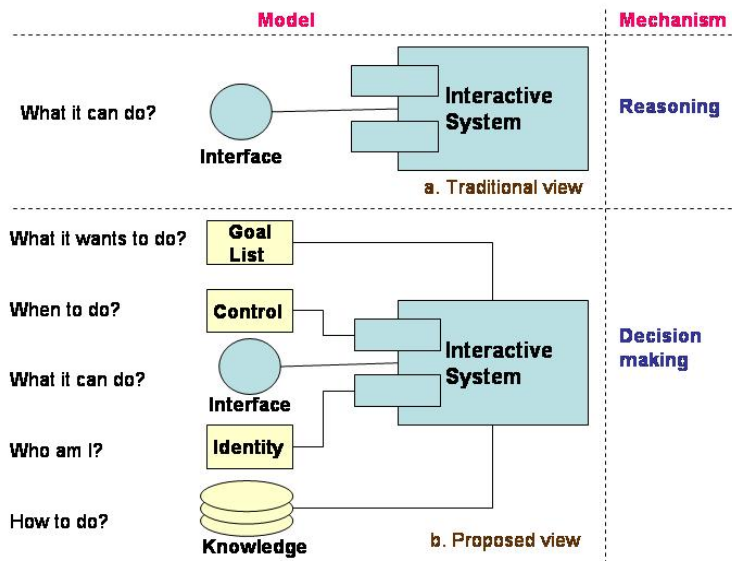 Model
Mechanism
What it can do?
Interface
Interactive
System
Reasoning
a. Traditional view
What it wants to do?
Goal
List
When to do?
Control
What it can do?
Interface
Interactive
System
Decision
making
Who am I?
Identity
How to do?
Knowledge
b. Proposed view